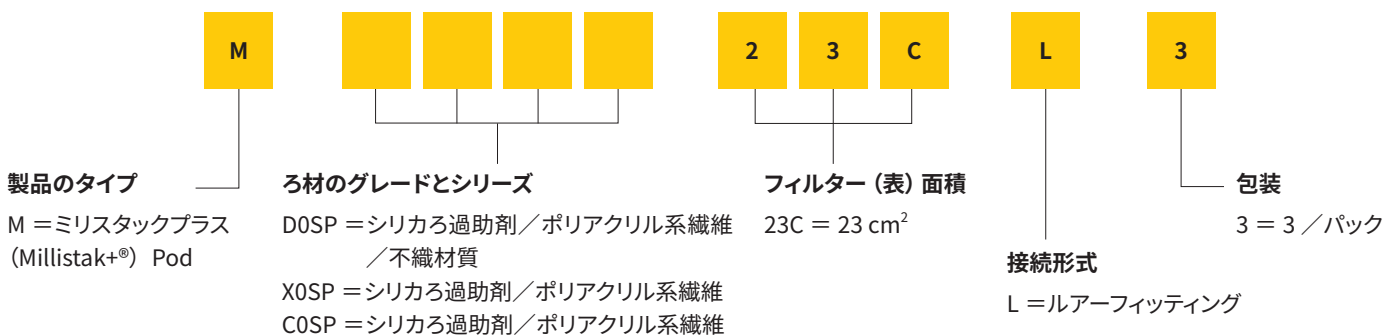 M 2 3 C L 3
製品のタイプ
M ＝ミリスタックプラス
（Millistak+®）Pod
ろ材のグレードとシリーズ
D0SP ＝シリカろ過助剤／ポリアクリル系繊維
／不織材質
X0SP ＝シリカろ過助剤／ポリアクリル系繊維
C0SP ＝シリカろ過助剤／ポリアクリル系繊維
フィルター（表）面積
23C ＝ 23 cm²
接続形式
L ＝ルアーフィッティング
包装
3 ＝ 3 ／パック